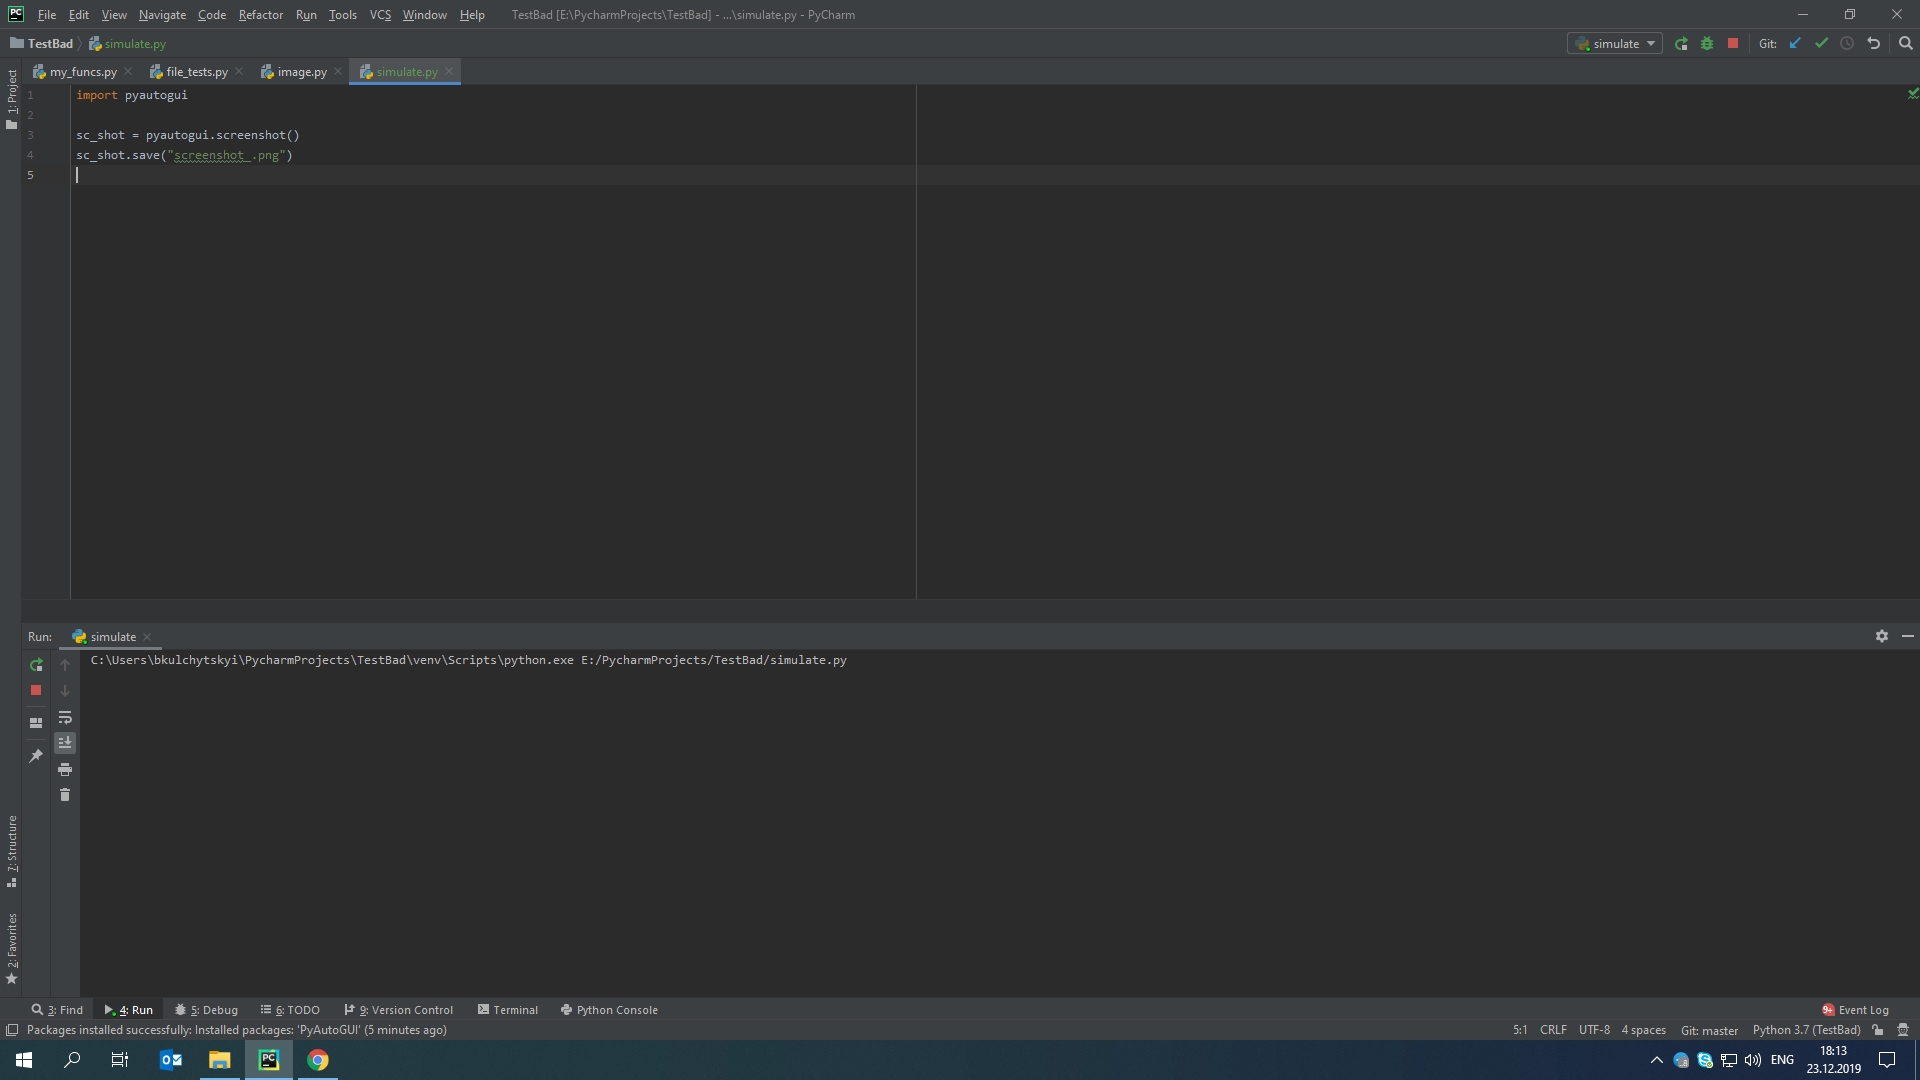 File Edit View Navigate Code Refactor Run Tools VCS Window Help TestBad [E:\PycharmProjects\TestBad] - ...\simulate.py - PyCharm
TestBad simulate.py simulate Git:
my_funcs.py file_tests.py image.py simulate.py
1: Project
1 import pyautogui
2
3 sc_shot = pyautogui.screenshot()
4 sc_shot.save("screenshot_.png")
5
Run: simulate
C:\Users\bkulchytskyi\PycharmProjects\TestBad\venv\Scripts\python.exe E:/PycharmProjects/TestBad/simulate.py
7: Structure
2: Favorites
3: Find 4: Run 5: Debug 6: TODO 9: Version Control Terminal Python Console 9+ Event Log
Packages installed successfully: Installed packages: 'PyAutoGUI' (5 minutes ago) 5:1 CRLF UTF-8 4 spaces Git: master Python 3.7 (TestBad)
ENG 18:13
23.12.2019